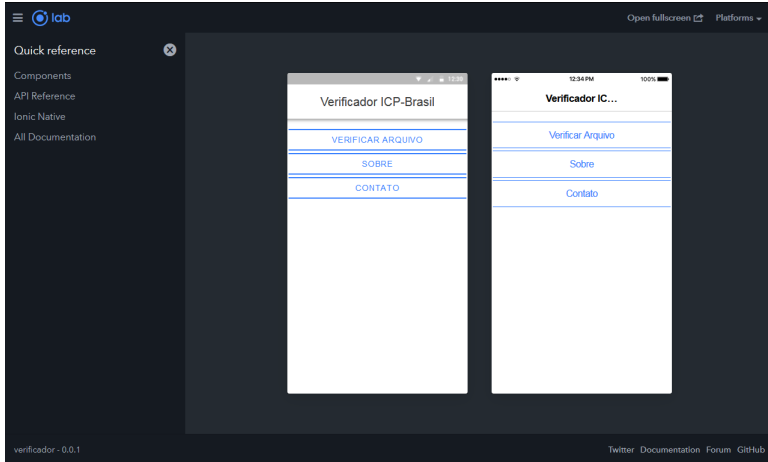 lab
Open fullscreen
Platforms
Quick reference
Components
API Reference
Ionic Native
All Documentation
12:30
Verificador ICP-Brasil
VERIFICAR ARQUIVO
SOBRE
CONTATO
12:34 PM
100%
Verificador IC...
Verificar Arquivo
Sobre
Contato
verificador - 0.0.1
Twitter Documentation Forum GitHub